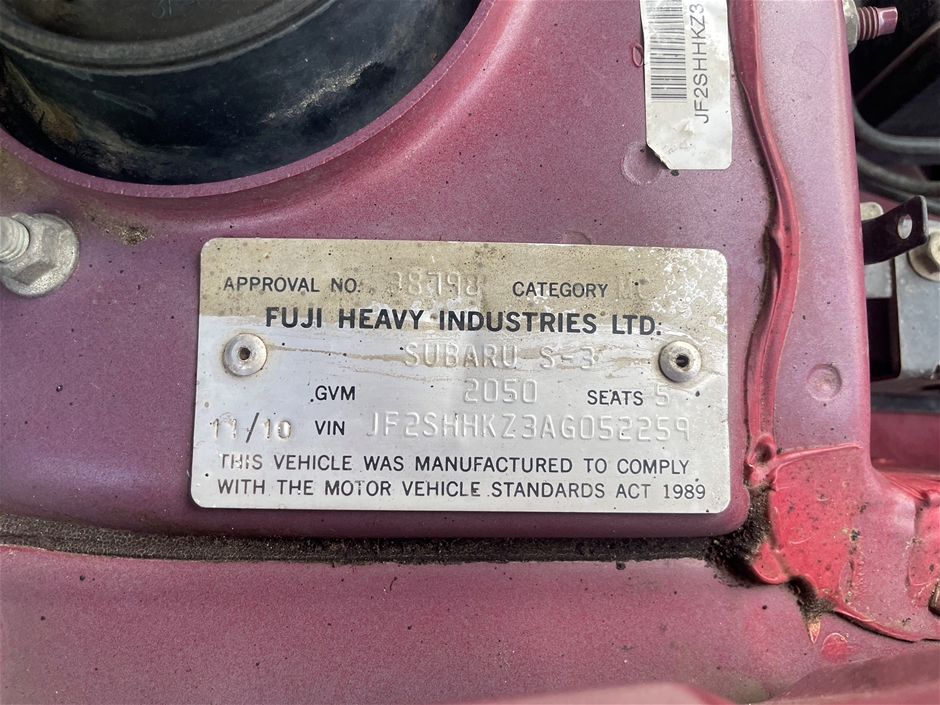 JF2SHHKZ3
APPROVAL NO. 38798 CATEGORY
FUJI HEAVY INDUSTRIES LTD.
SUBARU S-3
GVM 2050 SEATS 5
11/10 VIN JF2SHHKZ3AG052259
THIS VEHICLE WAS MANUFACTURED TO COMPLY
WITH THE MOTOR VEHICLE STANDARDS ACT 1989